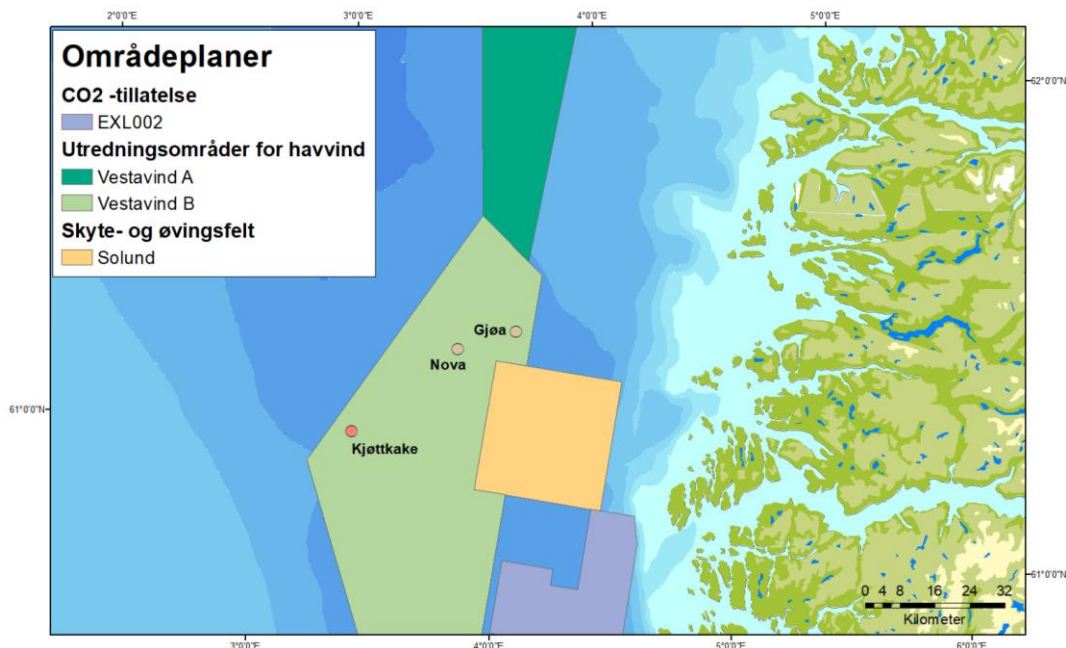 2°0'0"E 3°0'0"E 4°0'0"E 5°0'0"E
Områdeplaner
CO2 -tillatelse
EXL002
Utredningsområder for havvind
Vestavind A
Vestavind B
Skyte- og øvingsfelt
Solund
62°0'0"N
Gjøa
Nova
61°0'0"N
Kjøttkake
61°0'0"N
0 4 8 16 24 32
Kilometer
3°0'0"E 4°0'0"E 5°0'0"E 6°0'0"E